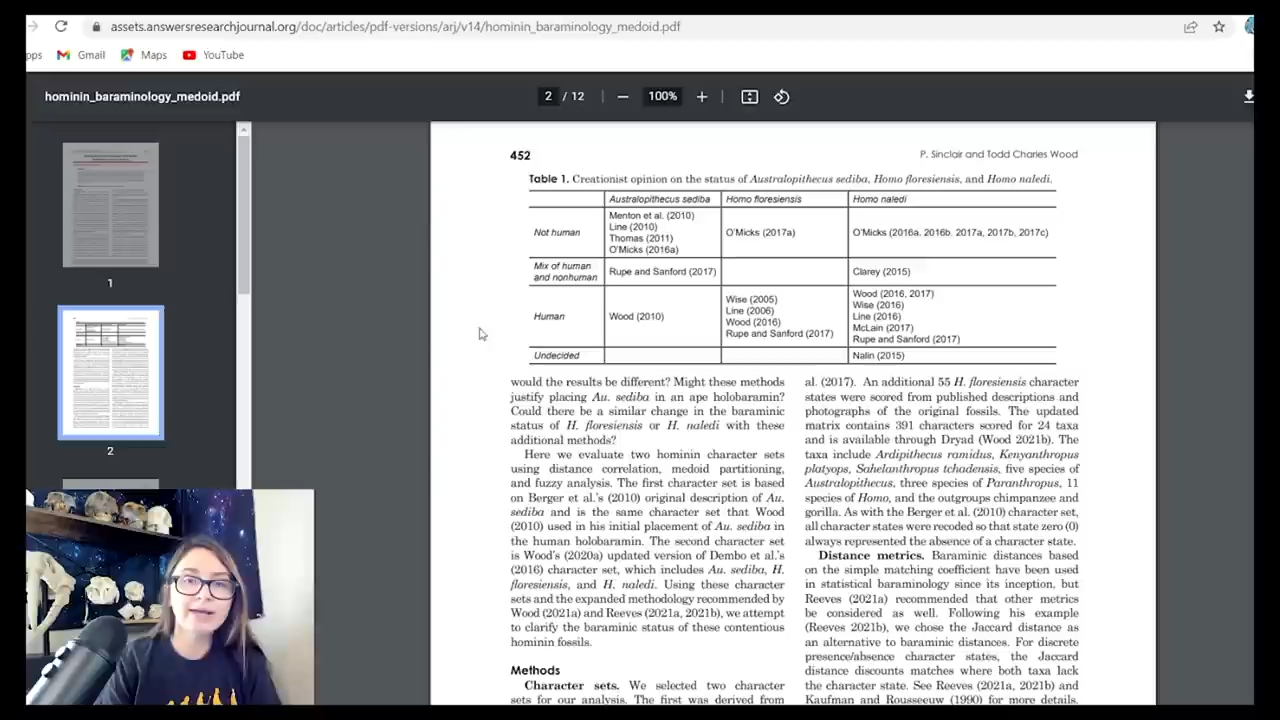 assets.answersresearchjournal.org/doc/articles/pdf-versions/arj/v14/hominin_baraminology_medoid.pdf
pps Gmail Maps YouTube
hominin_baraminology_medoid.pdf
2 / 12
100%
1
2
452
P. Sinclair and Todd Charles Wood
Table 1. Creationist opinion on the status of Australopithecus sediba, Homo floresiensis, and Homo naledi.
Australopithecus sediba Homo floresiensis Homo naledi
Not human
Menton et al. (2010)
Line (2010)
Thomas (2011)
O'Micks (2016a)
O'Micks (2017a)
O'Micks (2016a. 2016b. 2017a, 2017b, 2017c)
Mix of human
and nonhuman
Rupe and Sanford (2017)
Clarey (2015)
Human
Wood (2010)
Wise (2005)
Line (2006)
Wood (2016)
Rupe and Sanford (2017)
Wood (2016, 2017)
Wise (2016)
Line (2016)
McLain (2017)
Rupe and Sanford (2017)
Undecided
Nalin (2015)
would the results be different? Might these methods
justify placing Au. sediba in an ape holobaramin?
Could there be a similar change in the baraminic
status of H. floresiensis or H. naledi with these
additional methods?
Here we evaluate two hominin character sets
using distance correlation, medoid partitioning,
and fuzzy analysis. The first character set is based
on Berger et al.'s (2010) original description of Au.
sediba and is the same character set that Wood
(2010) used in his initial placement of Au. sediba in
the human holobaramin. The second character set
is Wood's (2020a) updated version of Dembo et al.'s
(2016) character set, which includes Au. sediba, H.
floresiensis, and H. naledi. Using these character
sets and the expanded methodology recommended by
Wood (2021a) and Reeves (2021a, 2021b), we attempt
to clarify the baraminic status of these contentious
hominin fossils.
Methods
Character sets. We selected two character
sets for our analysis. The first was derived from
al. (2017). An additional 55 H. floresiensis character
states were scored from published descriptions and
photographs of the original fossils. The updated
matrix contains 391 characters scored for 24 taxa
and is available through Dryad (Wood 2021b). The
taxa include Ardipithecus ramidus, Kenyanthropus
platyops, Sahelanthropus tchadensis, five species of
Australopithecus, three species of Paranthropus, 11
species of Homo, and the outgroups chimpanzee and
gorilla. As with the Berger et al. (2010) character set,
all character states were recoded so that state zero (0)
always represented the absence of a character state.
Distance metrics. Baraminic distances based
on the simple matching coefficient have been used
in statistical baraminology since its inception, but
Reeves (2021a) recommended that other metrics
be considered as well. Following his example
(Reeves 2021b), we chose the Jaccard distance as
an alternative to baraminic distances. For discrete
presence/absence character states, the Jaccard
distance discounts matches where both taxa lack
the character state. See Reeves (2021a, 2021b) and
Kaufman and Rousseeuw (1990) for more details.